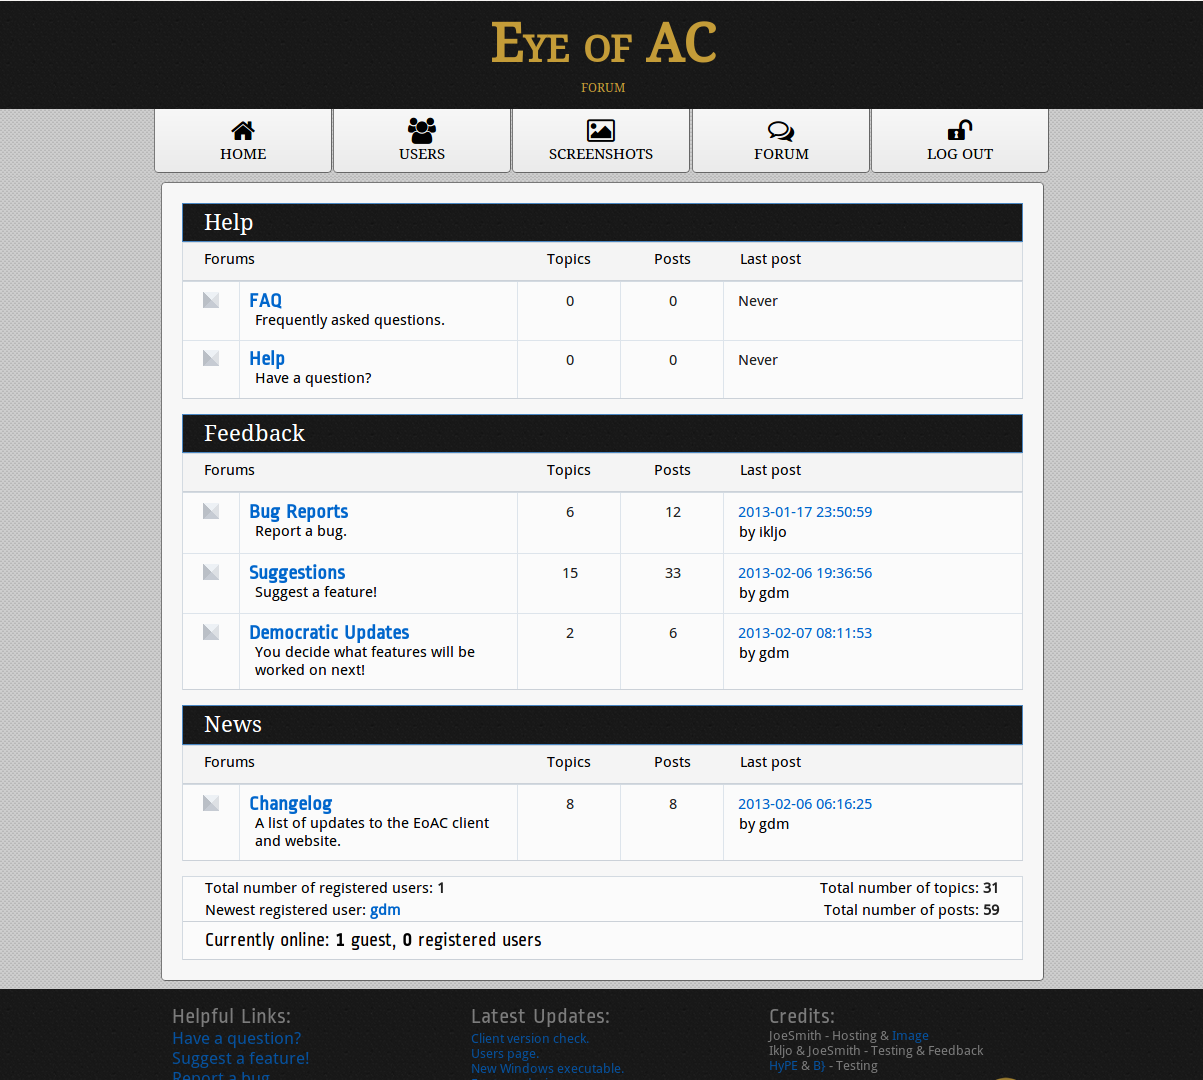 Eye of AC
FORUM
HOME
USERS
SCREENSHOTS
FORUM
LOG OUT
Help
Forums Topics Posts Last post
FAQ 0 0 Never
Frequently asked questions.
Help 0 0 Never
Have a question?
Feedback
Forums Topics Posts Last post
Bug Reports 6 12 2013-01-17 23:50:59
Report a bug. by ikljo
Suggestions 15 33 2013-02-06 19:36:56
Suggest a feature! by gdm
Democratic Updates 2 6 2013-02-07 08:11:53
You decide what features will be by gdm
worked on next!
News
Forums Topics Posts Last post
Changelog 8 8 2013-02-06 06:16:25
A list of updates to the EoAC client by gdm
and website.
Total number of registered users: 1 Total number of topics: 31
Newest registered user: gdm Total number of posts: 59
Currently online: 1 guest, 0 registered users
Helpful Links:
Have a question?
Suggest a feature!
Report a bug
Latest Updates:
Client version check.
Users page.
New Windows executable.
Credits:
JoeSmith - Hosting & Image
Ikljo & JoeSmith - Testing & Feedback
HyPE & B} - Testing